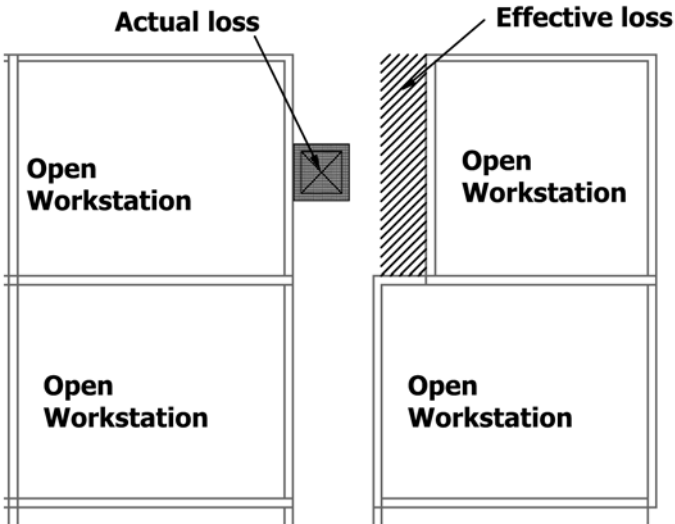 Actual loss
Effective loss
Open
Workstation
Open
Workstation
Open
Workstation
Open
Workstation